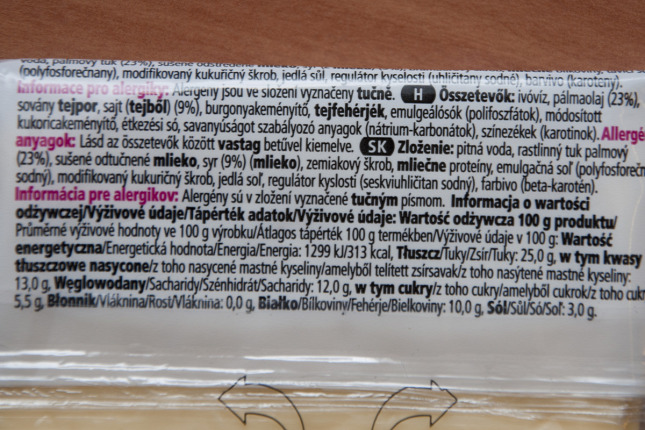 voda, palmový tuk (23%), sušené odstředěné
(polyfosforečnany), modifikovaný kukuřičný škrob, jedlá sůl, regulátor kyselosti (uhličitany sodné), barvivo (karoteny).
Informace pro alergiky: Alergeny jsou ve složení vyznačeny tučně. H Összetevők: ivóvíz, pálmaolaj (23%),
sovány tejpor, sajt (tejből) (9%), burgonyakeményítő, tejfehérjék, emulgeálósók (polifoszfátok), módosított
kukoricakeményítő, étkezési só, savanyúságot szabályozó anyagok (nátrium-karbonátok), színezékek (karotinok). Allergé
anyagok: Lásd az összetevők között vastag betűvel kiemelve. SK Zloženie: pitná voda, rastlinný tuk palmový
(23%), sušené odtučnené mlieko, syr (9%) (mlieko), zemiakový škrob, mliečne proteíny, emulgačná soľ (polyfosforečn
sodný), modifikovaný kukuričný škrob, jedlá soľ, regulátor kyslosti (seskviuhličitan sodný), farbivo (beta-karotén).
Informácia pre alergikov: Alergény sú v zložení vyznačené tučným písmom. Informacja o wartości
odżywczej/Výživové údaje/Tápérték adatok/Výživové údaje: Wartość odżywcza 100 g produktu/
Průměrné výživové hodnoty ve 100 g výrobku/Átlagos tápérték 100 g termékben/Výživové údaje v 100 g: Wartość
energetyczna/Energetická hodnota/Energia/Energia: 1299 kJ/313 kcal, Tłuszcz/Tuky/Zsír/Tuky: 25,0 g, w tym kwasy
tłuszczowe nasycone/z toho nasycené mastné kyseliny/amelyből telített zsírsavak/z toho nasýtené mastné kyseliny:
13,0 g, Węglowodany/Sacharidy/Szénhidrát/Sacharidy: 12,0 g, w tym cukry/z toho cukry/amelyből cukrok/z toho cukr
5,5 g, Błonnik/Vláknina/Rost/Vláknina: 0,0 g, Białko/Bílkoviny/Fehérje/Bielkoviny: 10,0 g, Sól/Sůl/Só/Soľ: 3,0 g.